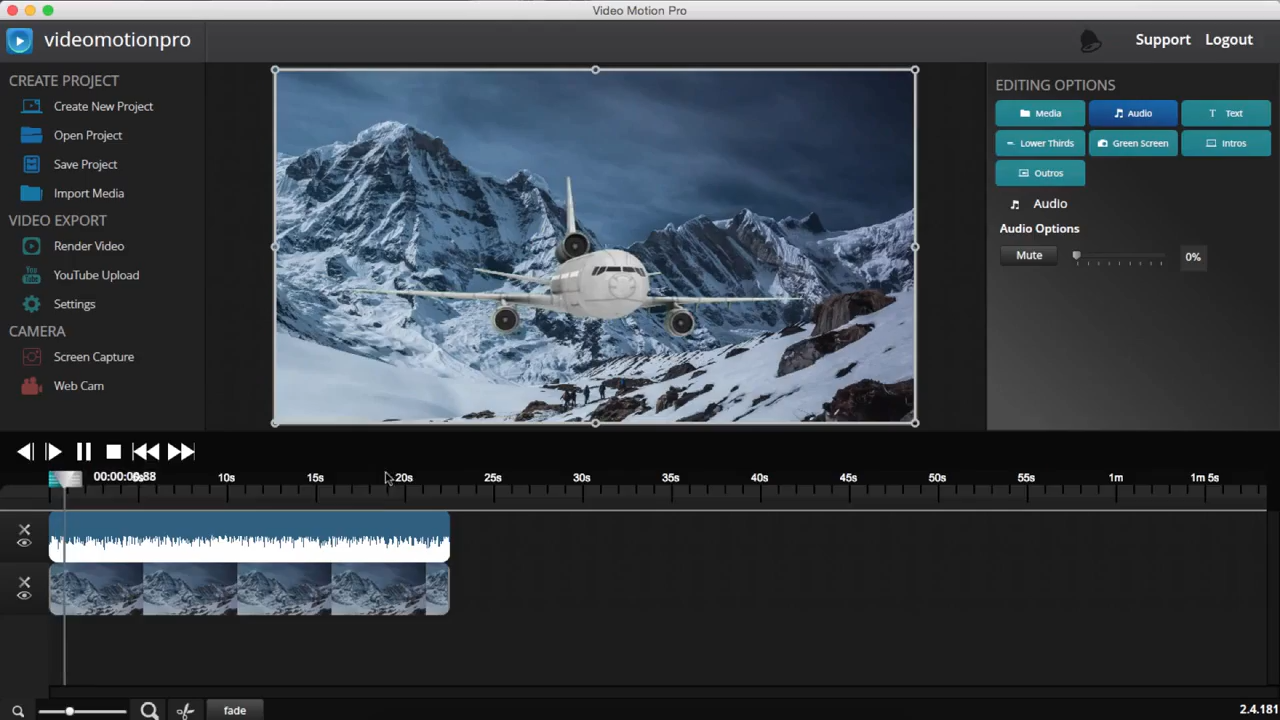 Video Motion Pro
videomotionpro
Support
Logout
CREATE PROJECT
Create New Project
Open Project
Save Project
Import Media
VIDEO EXPORT
Render Video
YouTube Upload
Settings
CAMERA
Screen Capture
Web Cam
EDITING OPTIONS
Media
Audio
Text
Lower Thirds
Green Screen
Intros
Outros
Audio
Audio Options
Mute
0%
10s
15s
20s
25s
30s
35s
40s
45s
50s
55s
1m
1m 5s
fade
2.4.181